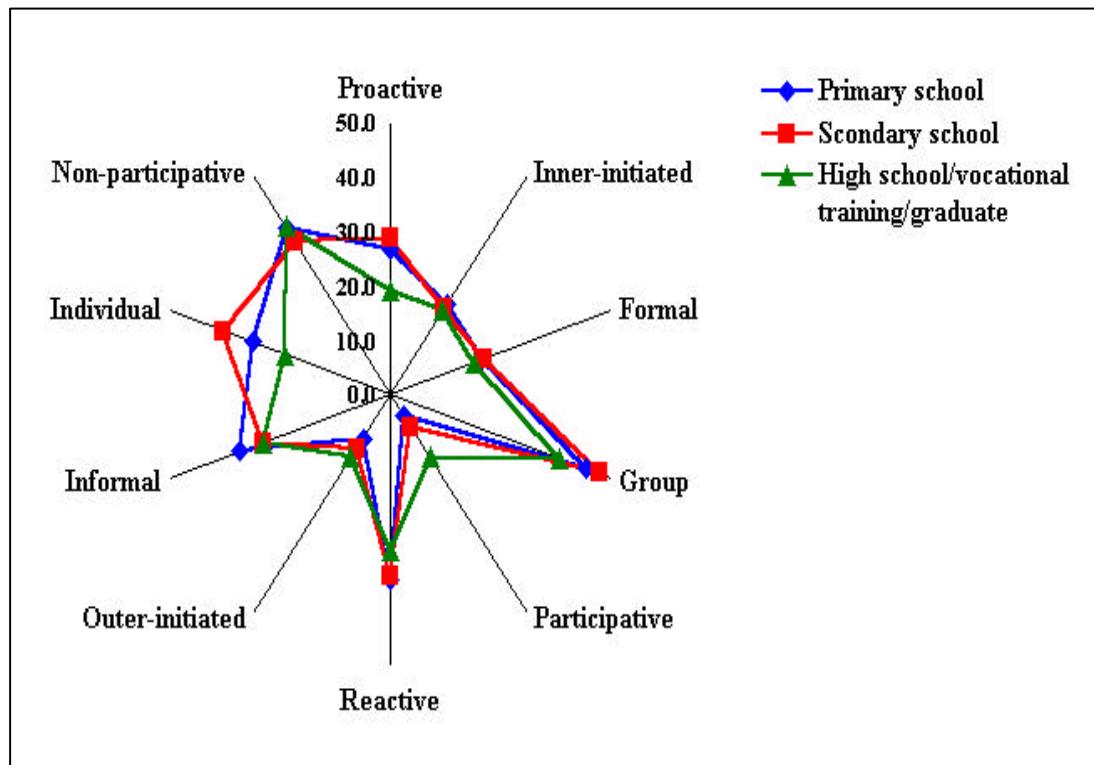 Proactive
50.0
40.0
30.0
20.0
10.0
0.0
Non-participative
Inner-initiated
Individual
Formal
Informal
Group
Outer-initiated
Participative
Reactive
Primary school
Scondary school
High school/vocational
training/graduate